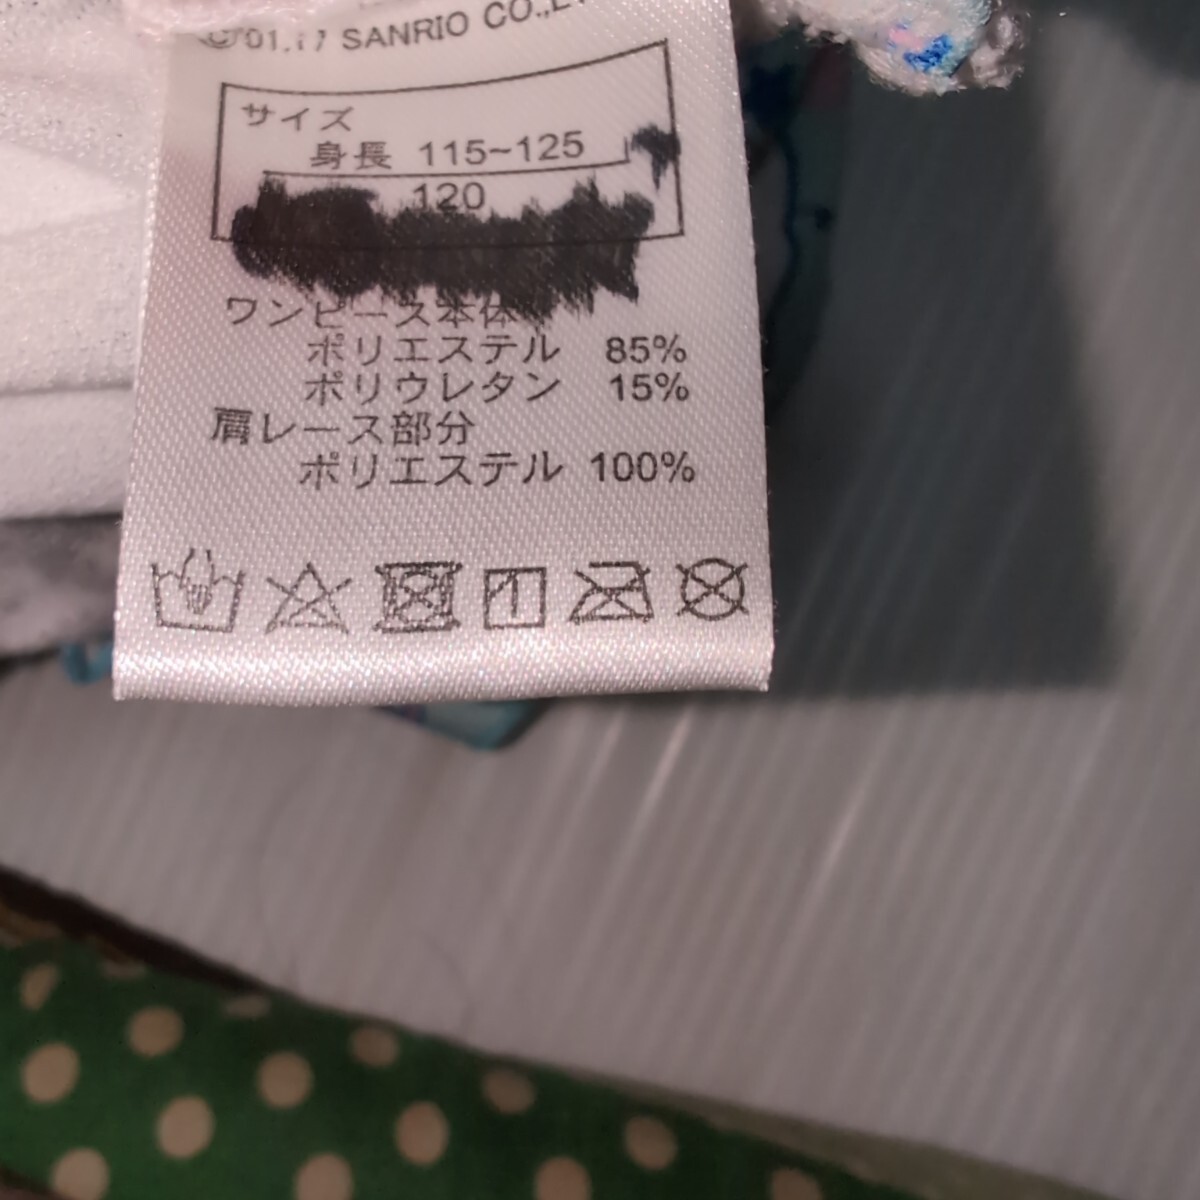 ©'01.'17 SANRIO CO.,LT
サイズ
身長 115~125
120
ワンピース本体
ポリエステル 85%
ポリウレタン 15%
肩レース部分
ポリエステル 100%